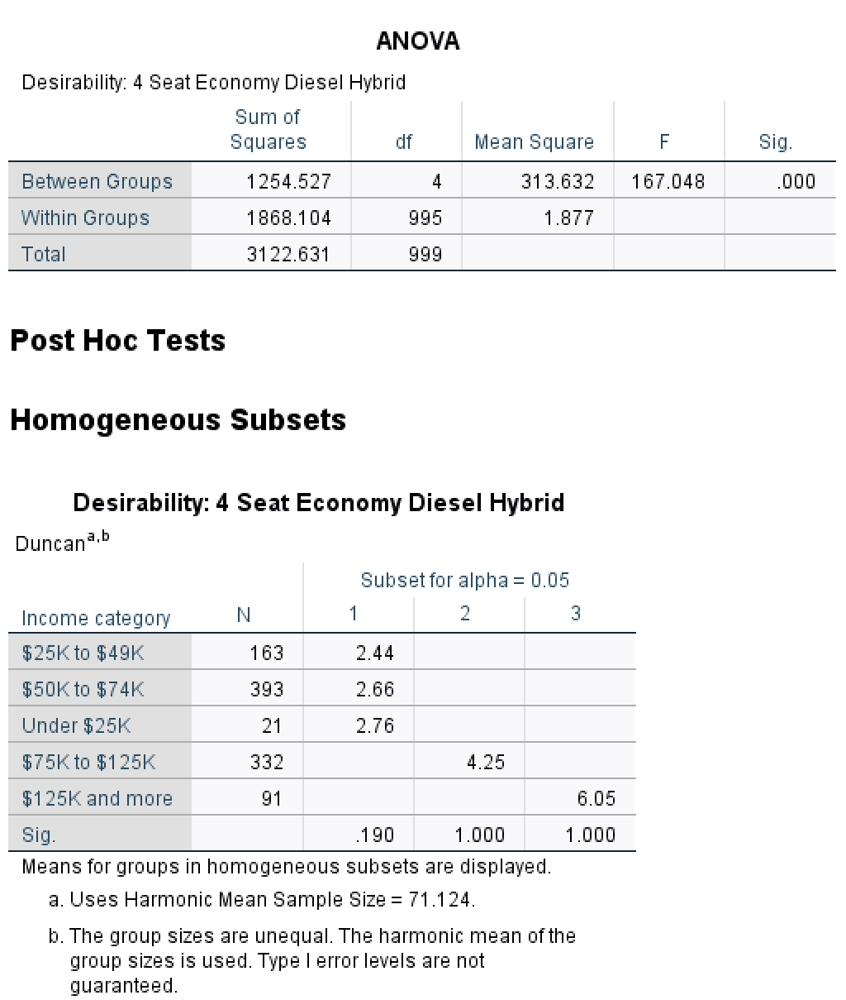 ANOVA
Desirability: 4 Seat Economy Diesel Hybrid
Sum of Squares df Mean Square F Sig.
Between Groups 1254.527 4 313.632 167.048 .000
Within Groups 1868.104 995 1.877
Total 3122.631 999
Post Hoc Tests
Homogeneous Subsets
Desirability: 4 Seat Economy Diesel Hybrid
Duncana,b
Subset for alpha = 0.05
Income category N 1 2 3
$25K to $49K 163 2.44
$50K to $74K 393 2.66
Under $25K 21 2.76
$75K to $125K 332 4.25
$125K and more 91 6.05
Sig. .190 1.000 1.000
Means for groups in homogeneous subsets are displayed.
a. Uses Harmonic Mean Sample Size = 71.124.
b. The group sizes are unequal. The harmonic mean of the
group sizes is used. Type I error levels are not
guaranteed.